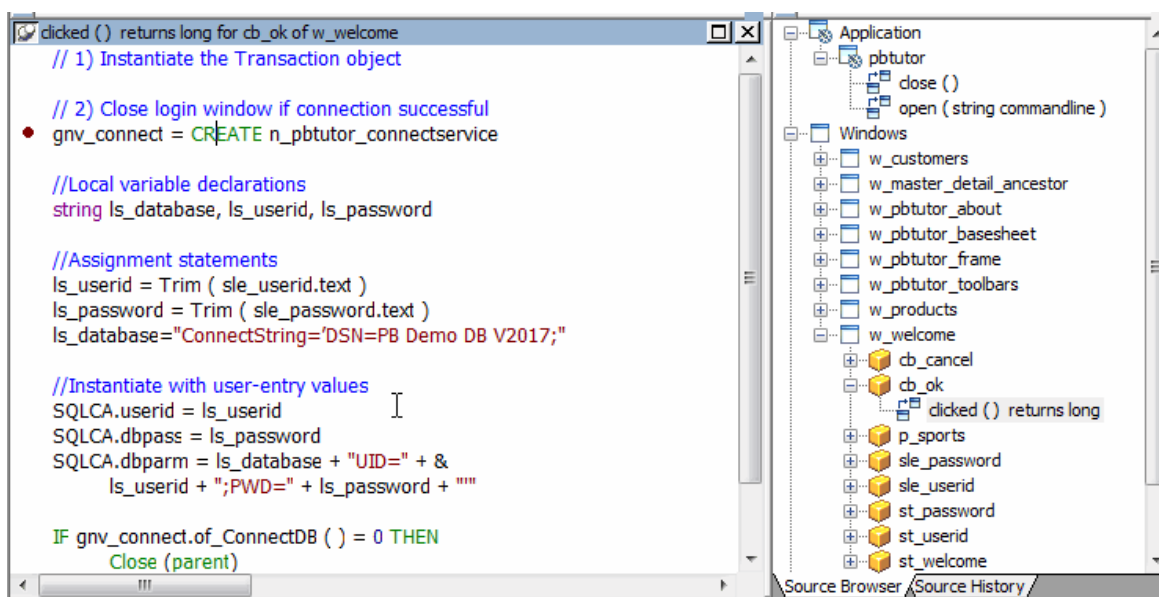 clicked ( ) returns long for cb_ok of w_welcome
// 1) Instantiate the Transaction object
// 2) Close login window if connection successful
gnv_connect = CREATE n_pbtutor_connectservice
//Local variable declarations
string ls_database, ls_userid, ls_password
//Assignment statements
ls_userid = Trim ( sle_userid.text )
ls_password = Trim ( sle_password.text )
ls_database="ConnectString='DSN=PB Demo DB V2017;"
//Instantiate with user-entry values
SQLCA.userid = ls_userid
SQLCA.dbpass = ls_password
SQLCA.dbparm = ls_database + "UID=" + &
ls_userid + ";PWD=" + ls_password + "'"
IF gnv_connect.of_ConnectDB ( ) = 0 THEN
Close (parent)
Application
pbtutor
close ( )
open ( string commandline )
Windows
w_customers
w_master_detail_ancestor
w_pbtutor_about
w_pbtutor_basesheet
w_pbtutor_frame
w_pbtutor_toolbars
w_products
w_welcome
cb_cancel
cb_ok
clicked ( ) returns long
p_sports
sle_password
sle_userid
st_password
st_userid
st_welcome
Source Browser Source History